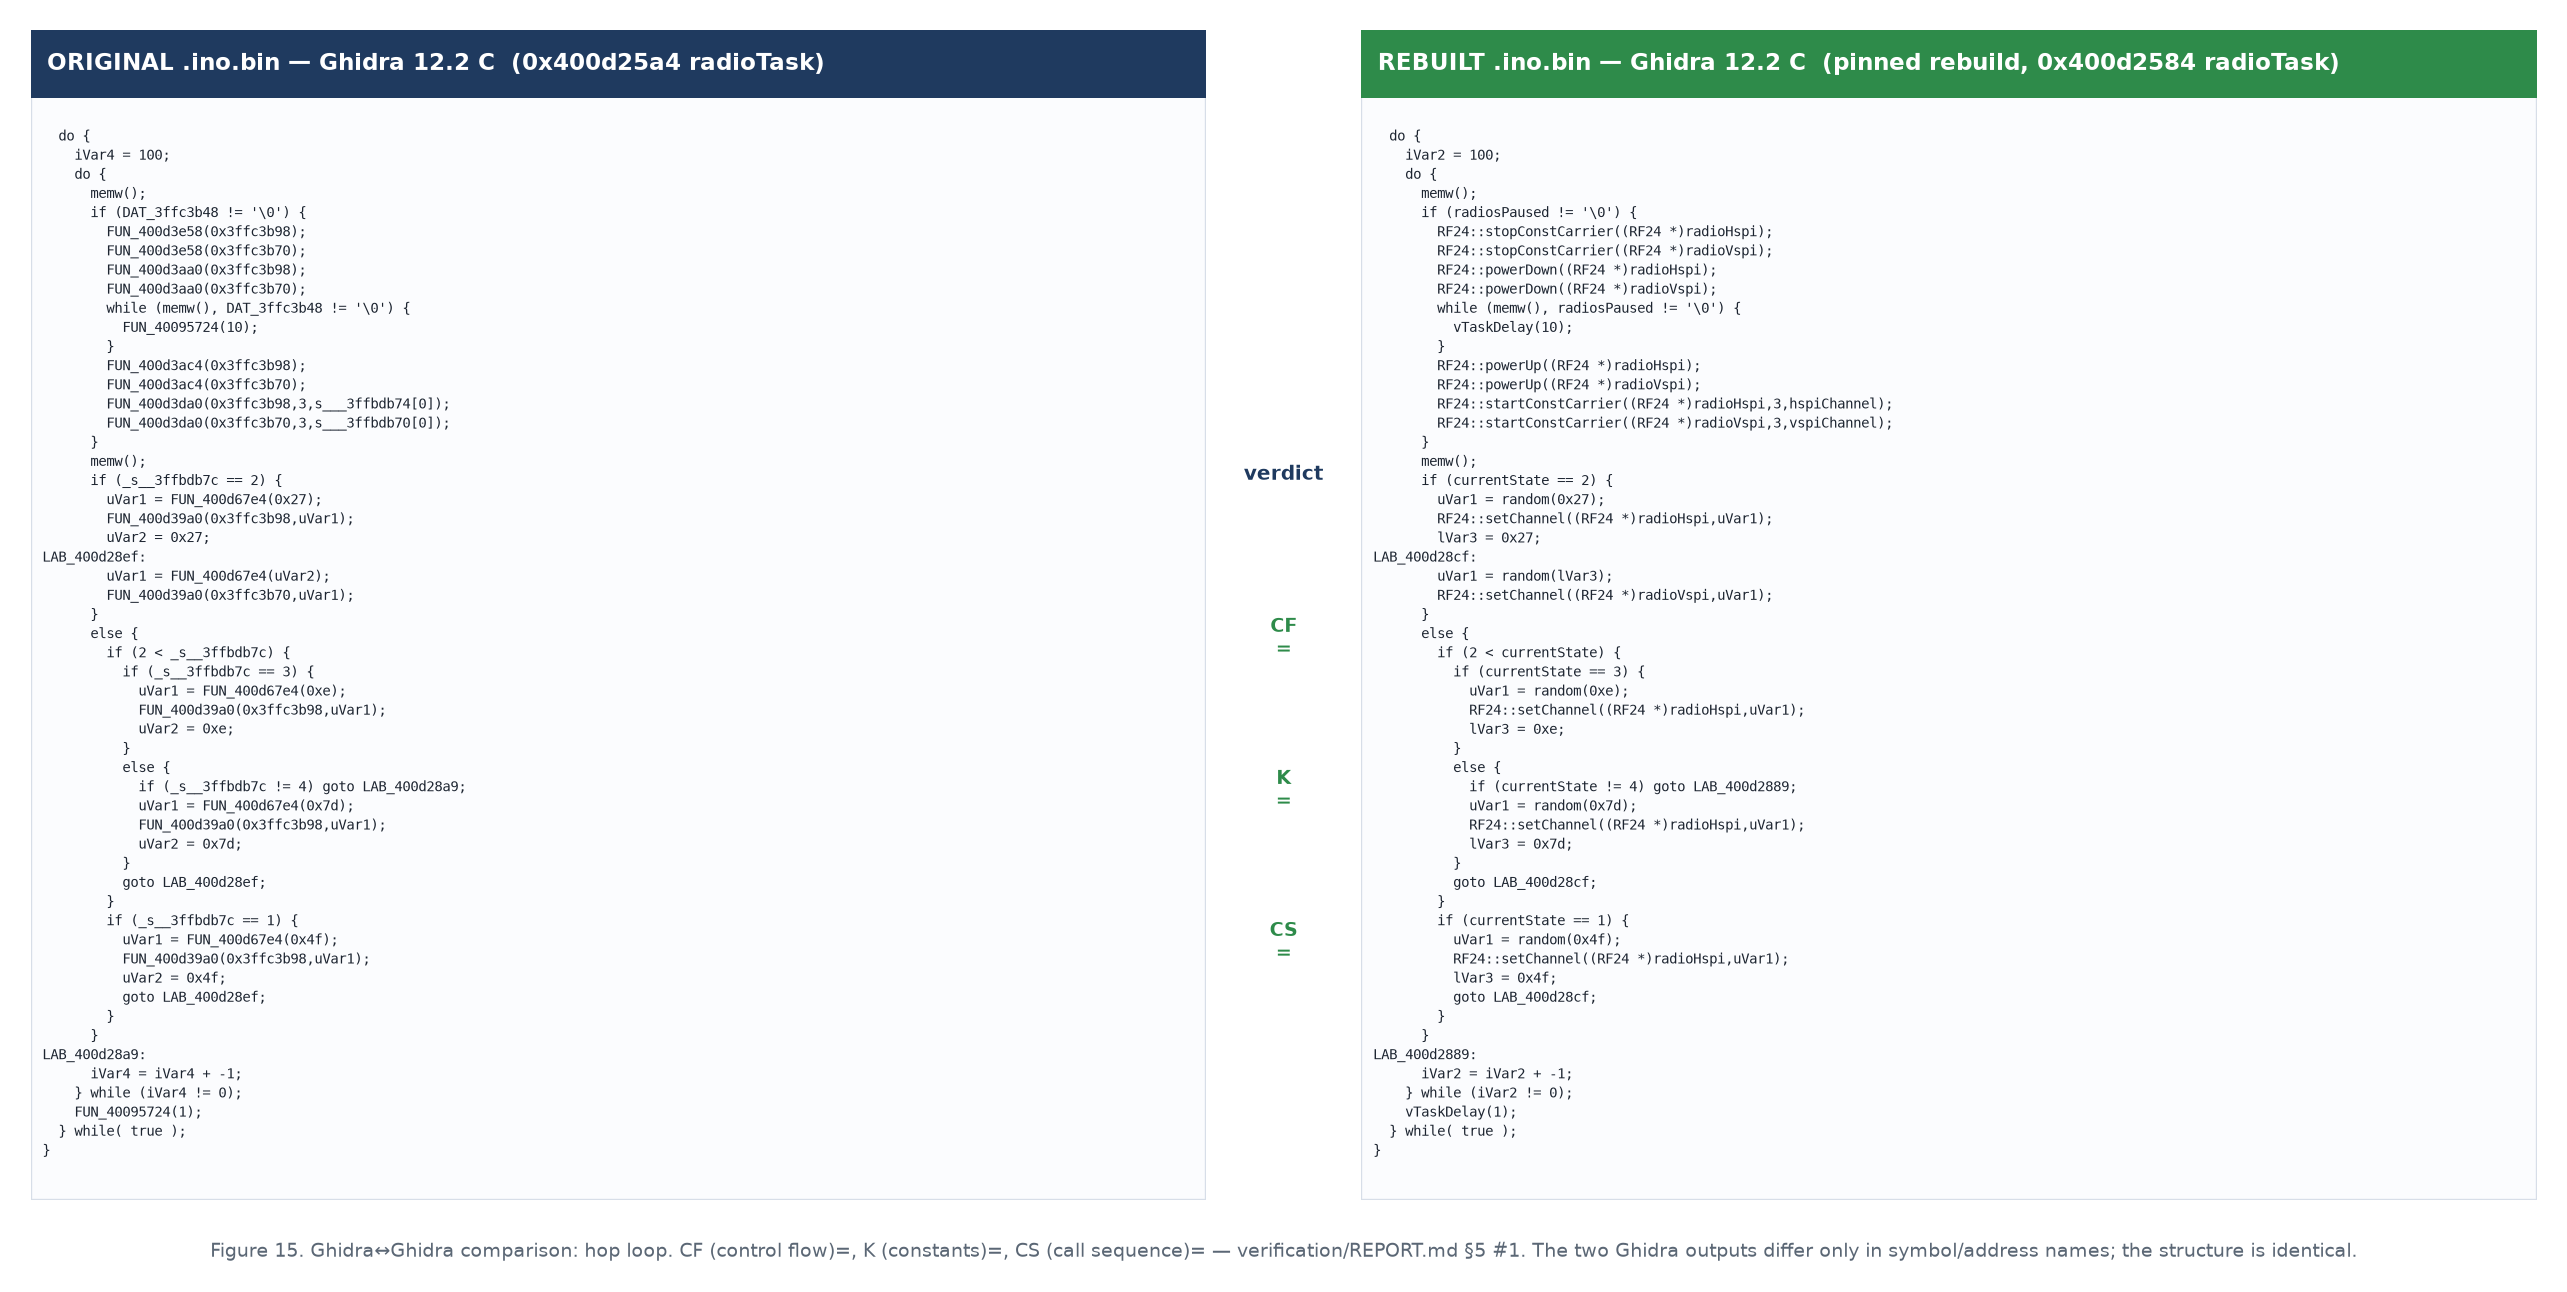 ORIGINAL .ino.bin — Ghidra 12.2 C  (0x400d25a4 radioTask)
  do {
    iVar4 = 100;
    do {
      memw();
      if (DAT_3ffc3b48 != '\0') {
        FUN_400d3e58(0x3ffc3b98);
        FUN_400d3e58(0x3ffc3b70);
        FUN_400d3aa0(0x3ffc3b98);
        FUN_400d3aa0(0x3ffc3b70);
        while (memw(), DAT_3ffc3b48 != '\0') {
          FUN_40095724(10);
        }
        FUN_400d3ac4(0x3ffc3b98);
        FUN_400d3ac4(0x3ffc3b70);
        FUN_400d3da0(0x3ffc3b98,3,s___3ffbdb74[0]);
        FUN_400d3da0(0x3ffc3b70,3,s___3ffbdb70[0]);
      }
      memw();
      if (_s__3ffbdb7c == 2) {
        uVar1 = FUN_400d67e4(0x27);
        FUN_400d39a0(0x3ffc3b98,uVar1);
        uVar2 = 0x27;
LAB_400d28ef:
        uVar1 = FUN_400d67e4(uVar2);
        FUN_400d39a0(0x3ffc3b70,uVar1);
      }
      else {
        if (2 < _s__3ffbdb7c) {
          if (_s__3ffbdb7c == 3) {
            uVar1 = FUN_400d67e4(0xe);
            FUN_400d39a0(0x3ffc3b98,uVar1);
            uVar2 = 0xe;
          }
          else {
            if (_s__3ffbdb7c != 4) goto LAB_400d28a9;
            uVar1 = FUN_400d67e4(0x7d);
            FUN_400d39a0(0x3ffc3b98,uVar1);
            uVar2 = 0x7d;
          }
          goto LAB_400d28ef;
        }
        if (_s__3ffbdb7c == 1) {
          uVar1 = FUN_400d67e4(0x4f);
          FUN_400d39a0(0x3ffc3b98,uVar1);
          uVar2 = 0x4f;
          goto LAB_400d28ef;
        }
      }
LAB_400d28a9:
      iVar4 = iVar4 + -1;
    } while (iVar4 != 0);
    FUN_40095724(1);
  } while( true );
}
verdict
CF
=
K
=
CS
=
REBUILT .ino.bin — Ghidra 12.2 C  (pinned rebuild, 0x400d2584 radioTask)
  do {
    iVar2 = 100;
    do {
      memw();
      if (radiosPaused != '\0') {
        RF24::stopConstCarrier((RF24 *)radioHspi);
        RF24::stopConstCarrier((RF24 *)radioVspi);
        RF24::powerDown((RF24 *)radioHspi);
        RF24::powerDown((RF24 *)radioVspi);
        while (memw(), radiosPaused != '\0') {
          vTaskDelay(10);
        }
        RF24::powerUp((RF24 *)radioHspi);
        RF24::powerUp((RF24 *)radioVspi);
        RF24::startConstCarrier((RF24 *)radioHspi,3,hspiChannel);
        RF24::startConstCarrier((RF24 *)radioVspi,3,vspiChannel);
      }
      memw();
      if (currentState == 2) {
        uVar1 = random(0x27);
        RF24::setChannel((RF24 *)radioHspi,uVar1);
        lVar3 = 0x27;
LAB_400d28cf:
        uVar1 = random(lVar3);
        RF24::setChannel((RF24 *)radioVspi,uVar1);
      }
      else {
        if (2 < currentState) {
          if (currentState == 3) {
            uVar1 = random(0xe);
            RF24::setChannel((RF24 *)radioHspi,uVar1);
            lVar3 = 0xe;
          }
          else {
            if (currentState != 4) goto LAB_400d2889;
            uVar1 = random(0x7d);
            RF24::setChannel((RF24 *)radioHspi,uVar1);
            lVar3 = 0x7d;
          }
          goto LAB_400d28cf;
        }
        if (currentState == 1) {
          uVar1 = random(0x4f);
          RF24::setChannel((RF24 *)radioHspi,uVar1);
          lVar3 = 0x4f;
          goto LAB_400d28cf;
        }
      }
LAB_400d2889:
      iVar2 = iVar2 + -1;
    } while (iVar2 != 0);
    vTaskDelay(1);
  } while( true );
}
Figure 15. Ghidra↔Ghidra comparison: hop loop. CF (control flow)=, K (constants)=, CS (call sequence)= — verification/REPORT.md §5 #1. The two Ghidra outputs differ only in symbol/address names; the structure is identical.